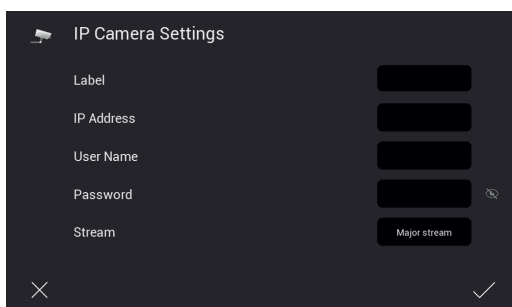 IP Camera Settings
Label
IP Address
User Name
Password
Stream Major stream